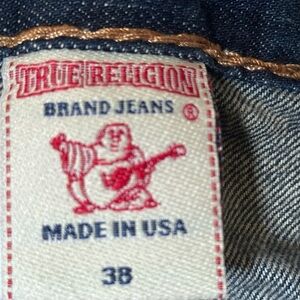 TRUE RELIGION
BRAND JEANS ®
MADE IN USA
38